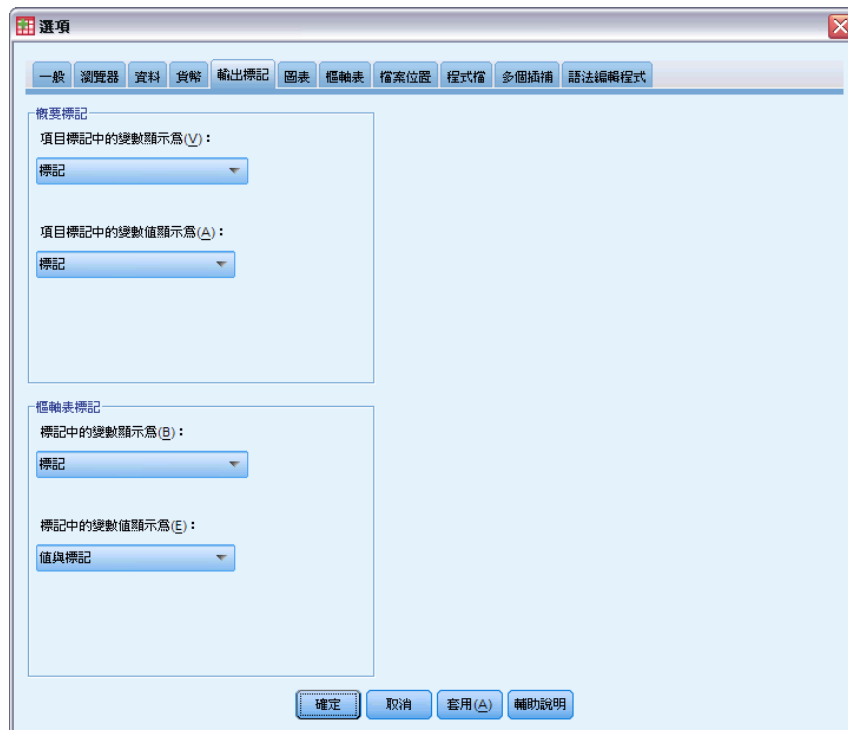 選項
一般 瀏覽器 資料 貨幣 輸出標記 圖表 樞軸表 檔案位置 程式檔 多個插補 語法編輯程式
概要標記
項目標記中的變數顯示為(V)：
標記
項目標記中的變數值顯示為(A)：
標記
樞軸表標記
標記中的變數顯示為(B)：
標記
標記中的變數值顯示為(E)：
值與標記
確定 取消 套用(A) 輔助說明